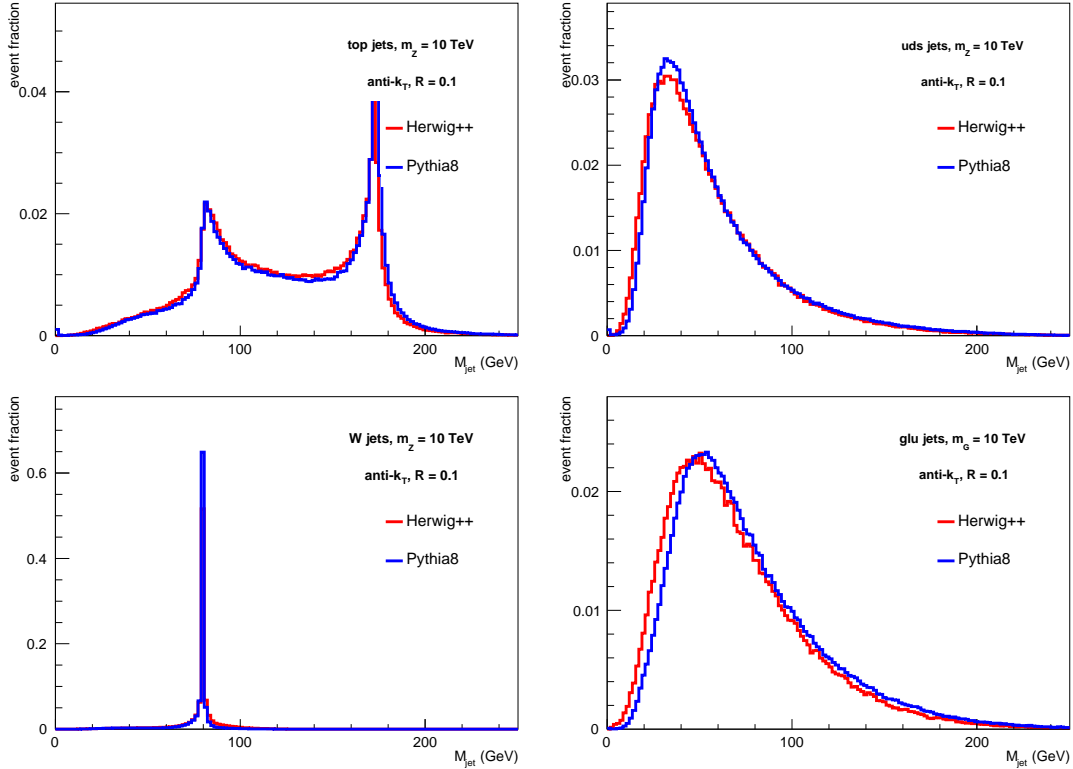 event fraction
top jets, m_Z = 10 TeV
anti-k_T, R = 0.1
Herwig++
Pythia8
0.04
0.02
0
0 100 200
M_jet (GeV)
event fraction
uds jets, m_Z = 10 TeV
anti-k_T, R = 0.1
Herwig++
Pythia8
0.03
0.02
0.01
0
0 100 200
M_jet (GeV)
event fraction
W jets, m_Z = 10 TeV
anti-k_T, R = 0.1
Herwig++
Pythia8
0.6
0.4
0.2
0
0 100 200
M_jet (GeV)
event fraction
glu jets, m_G = 10 TeV
anti-k_T, R = 0.1
Herwig++
Pythia8
0.02
0.01
0
0 100 200
M_jet (GeV)